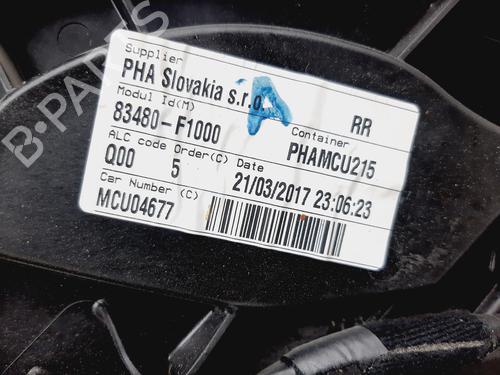 Supplier
PHA Slovakia s.r.o
RR
Modul Id(M)
Container
83480-F1000
PHAMCU215
ALC code Order(C) Date
Q00 5 21/03/2017 23:06:23
Car Number (C)
MCU04677
B-PARTS